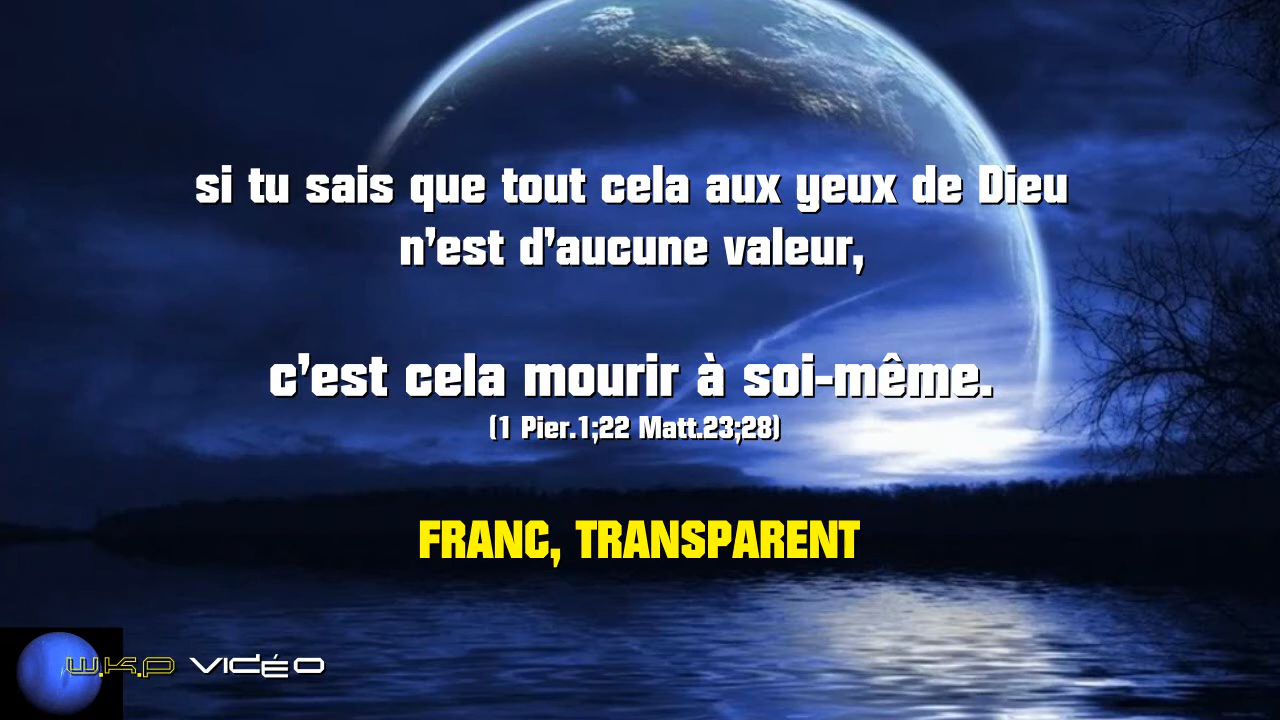 si tu sais que tout cela aux yeux de Dieu
n'est d'aucune valeur,
c'est cela mourir à soi-même.
(1 Pier.1;22 Matt.23;28)
FRANC, TRANSPARENT
W.K.P VIDÉO